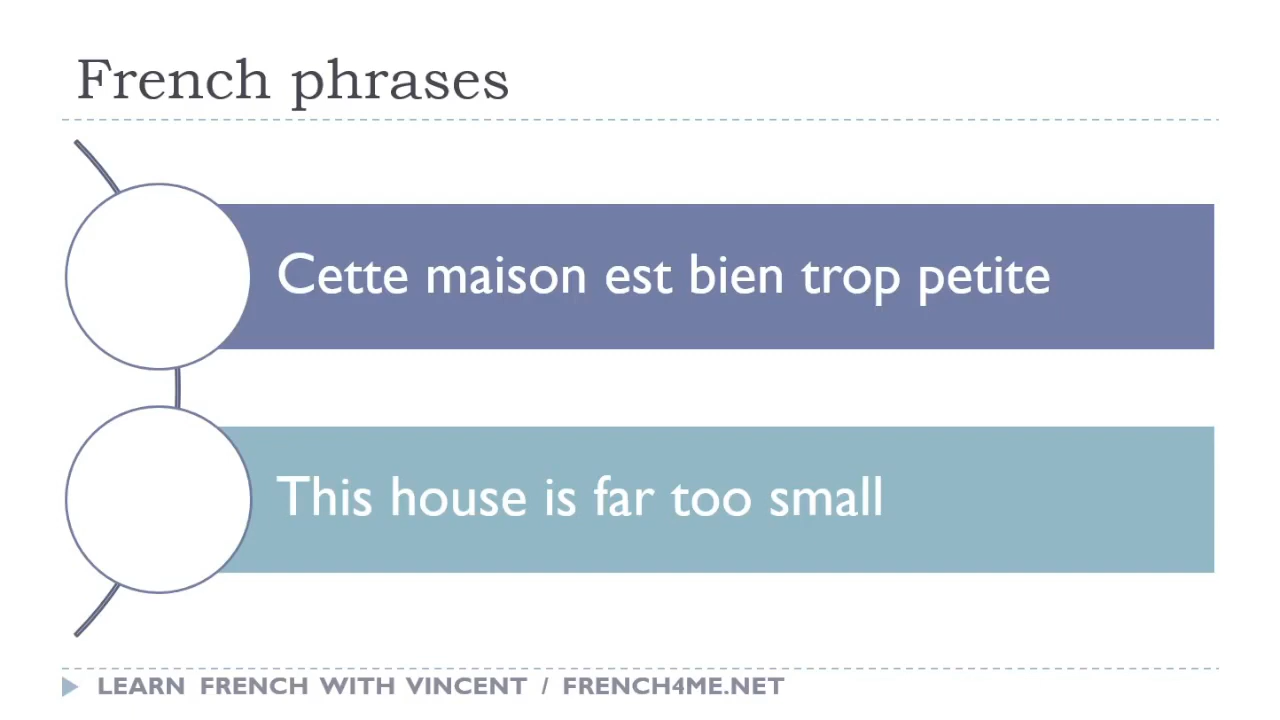 French phrases
Cette maison est bien trop petite
This house is far too small
LEARN FRENCH WITH VINCENT / FRENCH4ME.NET